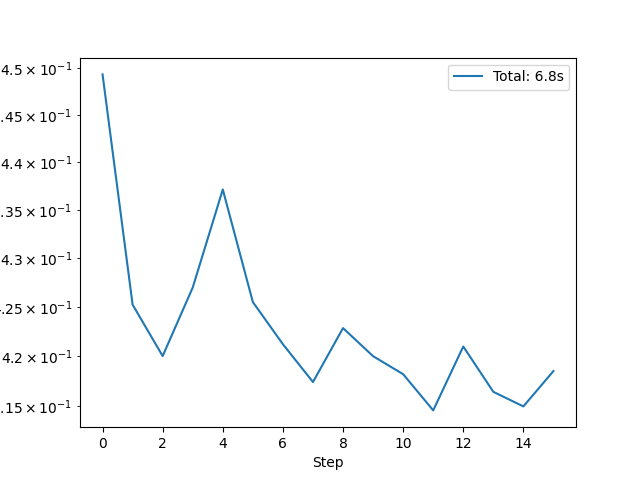 Total: 6.8s
4.5 × 10⁻¹
.45 × 10⁻¹
4.4 × 10⁻¹
.35 × 10⁻¹
4.3 × 10⁻¹
.25 × 10⁻¹
4.2 × 10⁻¹
.15 × 10⁻¹
0 2 4 6 8 10 12 14
Step